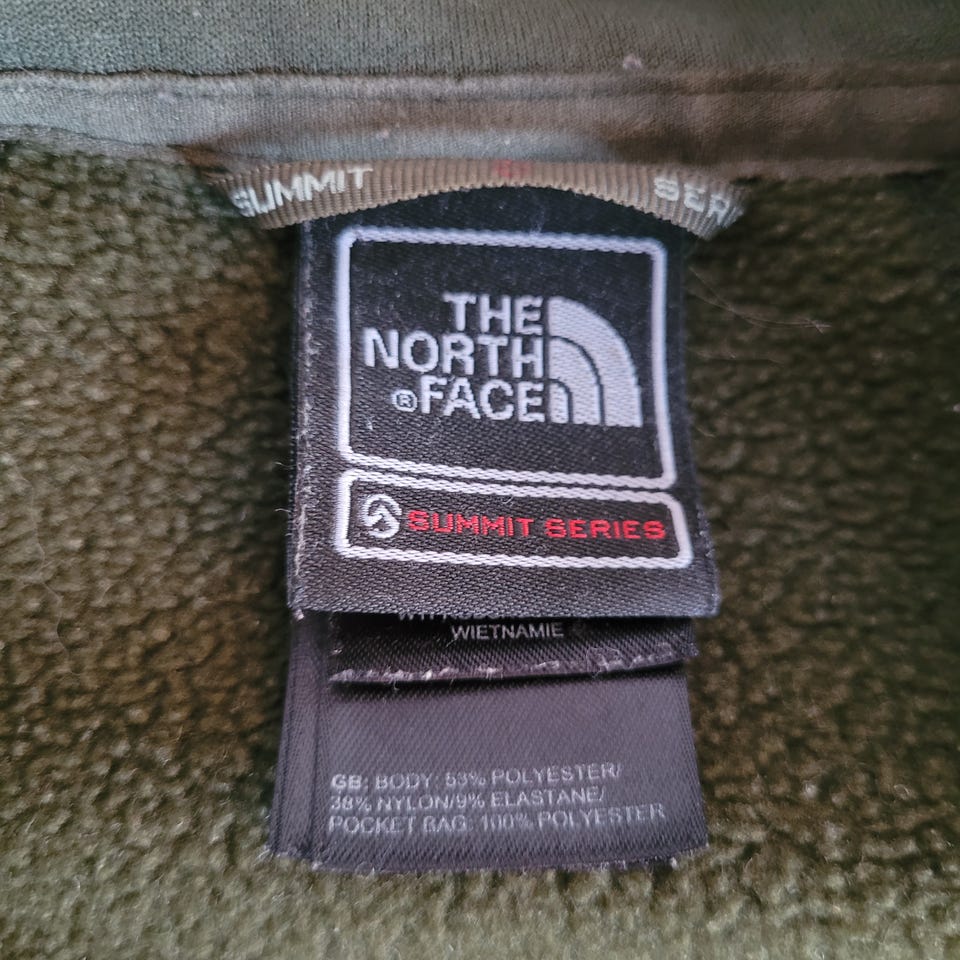 SUMMIT SERI
THE
NORTH
®FACE
SUMMIT SERIES
WIETNAMIE
GB: BODY: 53% POLYESTER/
38% NYLON/9% ELASTANE/
POCKET BAG: 100% POLYESTER